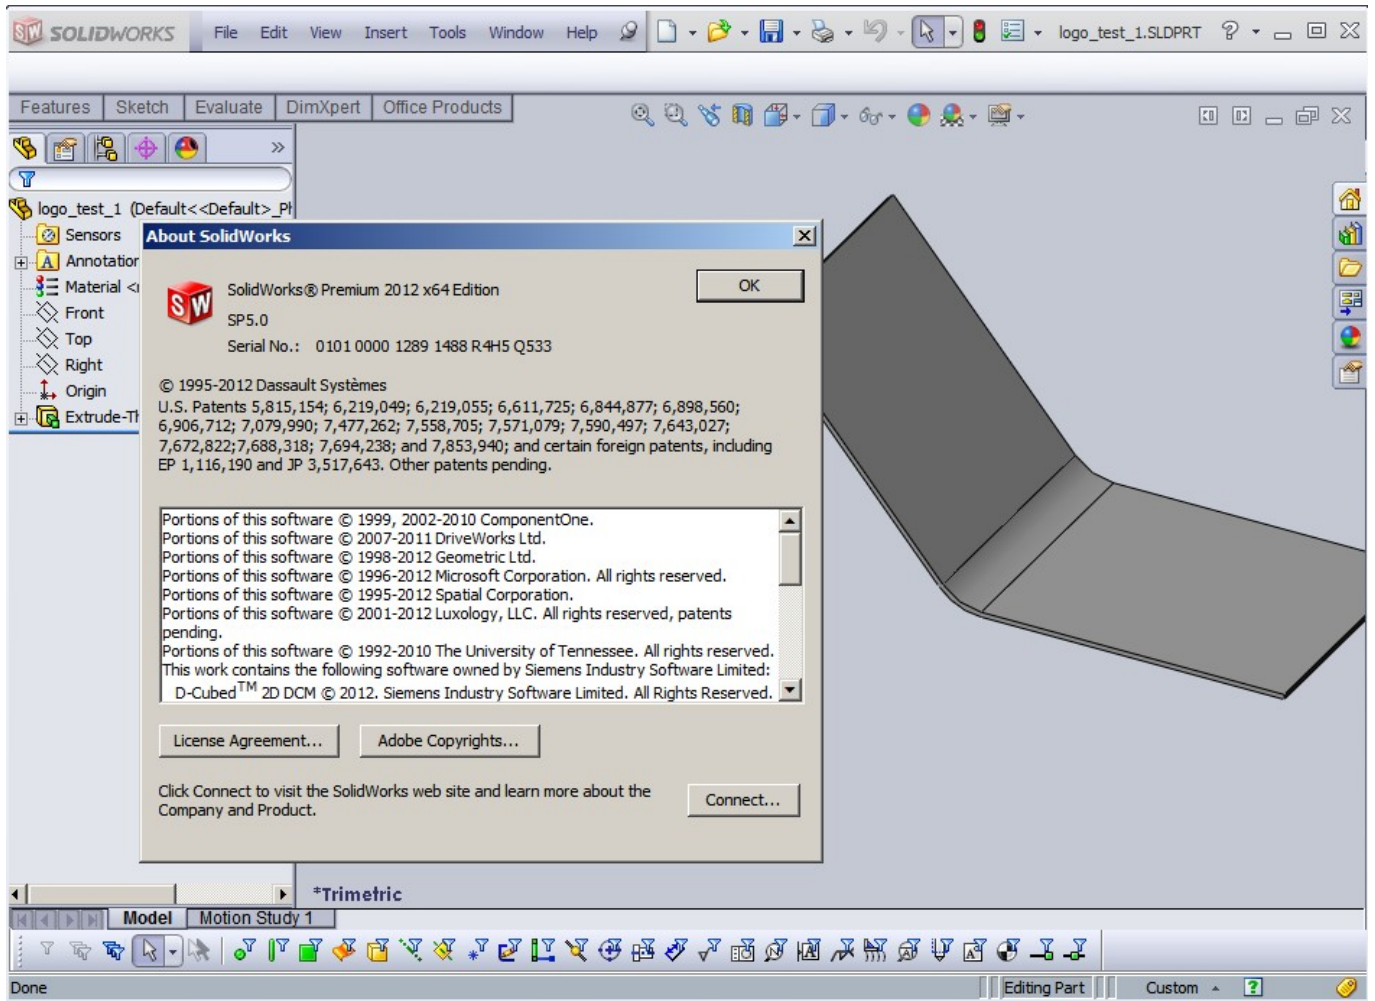 SOLIDWORKS File Edit View Insert Tools Window Help logo_test_1.SLDPRT
Features Sketch Evaluate DimXpert Office Products
logo_test_1 (Default<<Default>_Ph
Sensors
Annotation
Material <
Front
Top
Right
Origin
Extrude-Th
About SolidWorks
OK
SolidWorks® Premium 2012 x64 Edition
SP5.0
Serial No.: 0101 0000 1289 1488 R4H5 Q533
© 1995-2012 Dassault Systèmes
U.S. Patents 5,815,154; 6,219,049; 6,219,055; 6,611,725; 6,844,877; 6,898,560;
6,906,712; 7,079,990; 7,477,262; 7,558,705; 7,571,079; 7,590,497; 7,643,027;
7,672,822;7,688,318; 7,694,238; and 7,853,940; and certain foreign patents, including
EP 1,116,190 and JP 3,517,643. Other patents pending.
Portions of this software © 1999, 2002-2010 ComponentOne.
Portions of this software © 2007-2011 DriveWorks Ltd.
Portions of this software © 1998-2012 Geometric Ltd.
Portions of this software © 1996-2012 Microsoft Corporation. All rights reserved.
Portions of this software © 1995-2012 Spatial Corporation.
Portions of this software © 2001-2012 Luxology, LLC. All rights reserved, patents
pending.
Portions of this software © 1992-2010 The University of Tennessee. All rights reserved.
This work contains the following software owned by Siemens Industry Software Limited:
D-Cubed™ 2D DCM © 2012. Siemens Industry Software Limited. All Rights Reserved.
License Agreement... Adobe Copyrights...
Click Connect to visit the SolidWorks web site and learn more about the
Company and Product.
Connect...
*Trimetric
Model Motion Study 1
Done Editing Part Custom